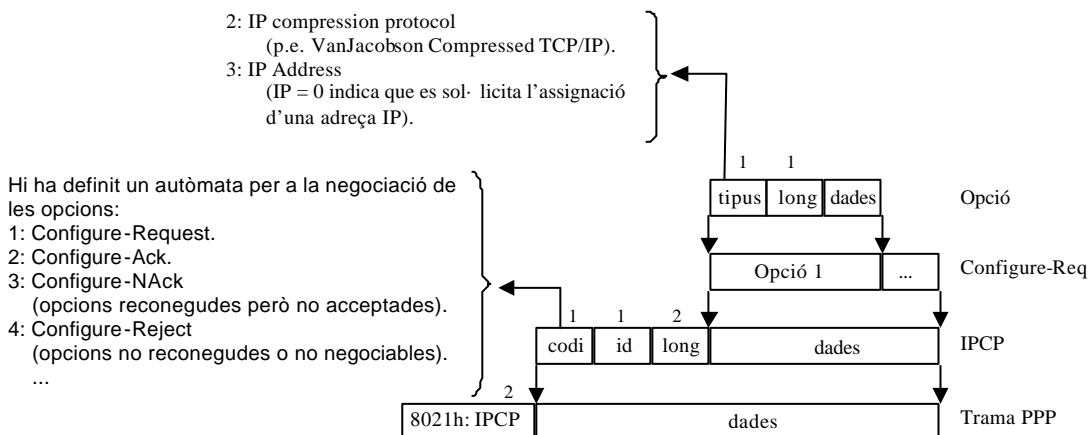 2: IP compression protocol
(p.e. VanJacobson Compressed TCP/IP).
3: IP Address
(IP = 0 indica que es sol· licita l'assignació
d'una adreça IP).
1 1
tipus long dades Opció
Hi ha definit un autòmata per a la negociació de
les opcions:
1: Configure-Request.
2: Configure-Ack.
3: Configure-NAck
(opcions reconegudes però no acceptades).
4: Configure-Reject
(opcions no reconegudes o no negociables).
...
Opció 1 ... Configure-Req
1 1 2
codi id long dades IPCP
2
8021h: IPCP dades Trama PPP